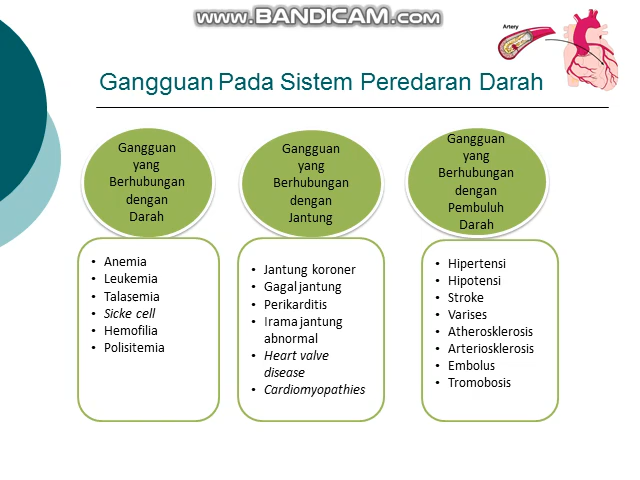 www.BANDICAM.com
Artery
Gangguan Pada Sistem Peredaran Darah
Gangguan
yang
Berhubungan
dengan
Darah
Gangguan
yang
Berhubungan
dengan
Jantung
Gangguan
yang
Berhubungan
dengan
Pembuluh
Darah
• Anemia
• Leukemia
• Talasemia
• Sicke cell
• Hemofilia
• Polisitemia
• Jantung koroner
• Gagal jantung
• Perikarditis
• Irama jantung
abnormal
• Heart valve
disease
• Cardiomyopathies
• Hipertensi
• Hipotensi
• Stroke
• Varises
• Atherosklerosis
• Arteriosklerosis
• Embolus
• Tromobosis